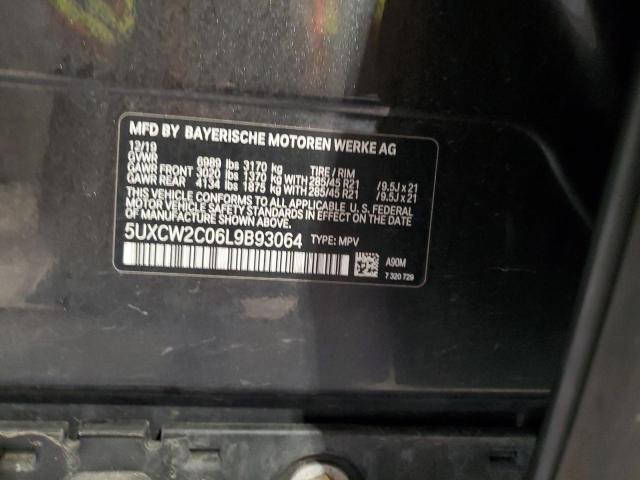 MFD BY BAYERISCHE MOTOREN WERKE AG
12/19
GVWR 6989 lbs 3170 kg TIRE / RIM
GAWR FRONT 3020 lbs 1370 kg WITH 285/45 R21 / 9.5J x 21
GAWR REAR 4134 lbs 1875 kg WITH 285/45 R21 / 9.5J x 21
THIS VEHICLE CONFORMS TO ALL APPLICABLE U.S. FEDERAL
MOTOR VEHICLE SAFETY STANDARDS IN EFFECT ON THE
DATE OF MANUFACTURE SHOWN ABOVE.
5UXCW2C06L9B93064 TYPE: MPV
A90M
7 320 729